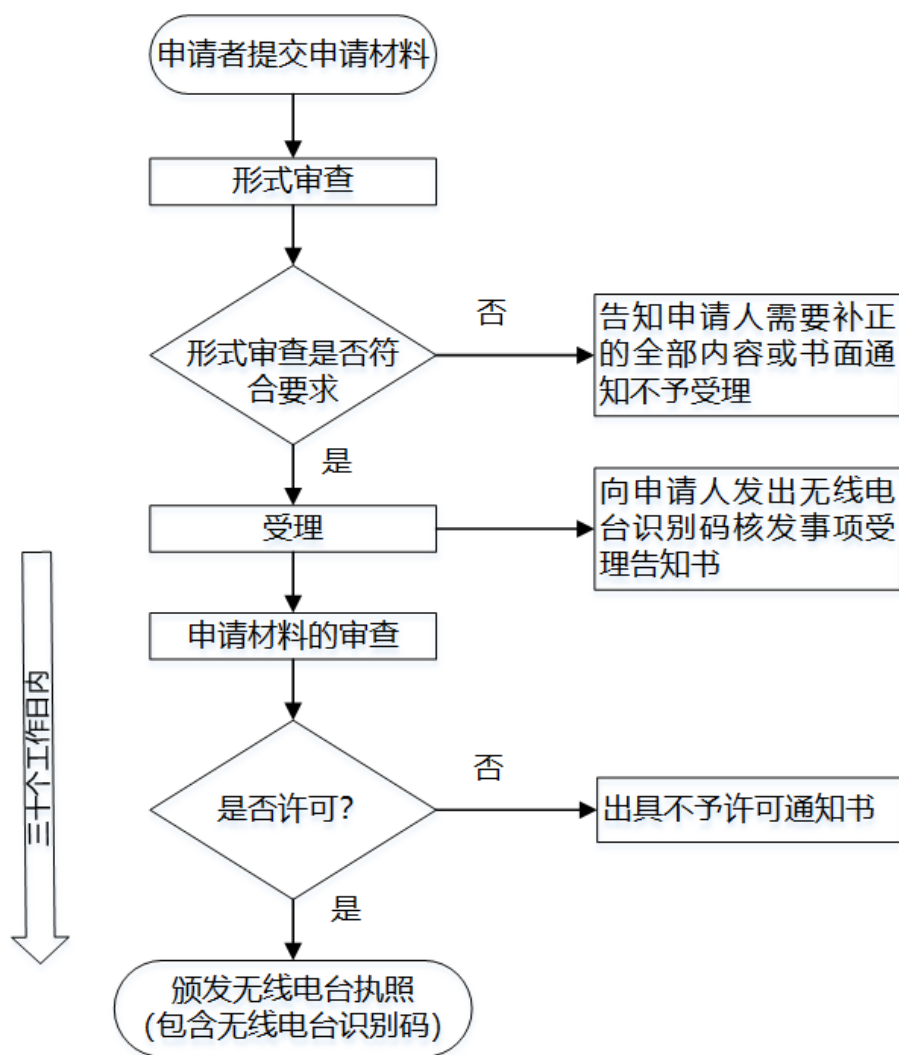 申请者提交申请材料
形式审查
形式审查是否符
合要求
否
告知申请人需要补正
的全部内容或书面通
知不予受理
是
受理
向申请人发出无线电
台识别码核发事项受
理告知书
申请材料的审查
三十个工作日内
是否许可？
否
出具不予许可通知书
是
颁发无线电台执照
(包含无线电台识别码)